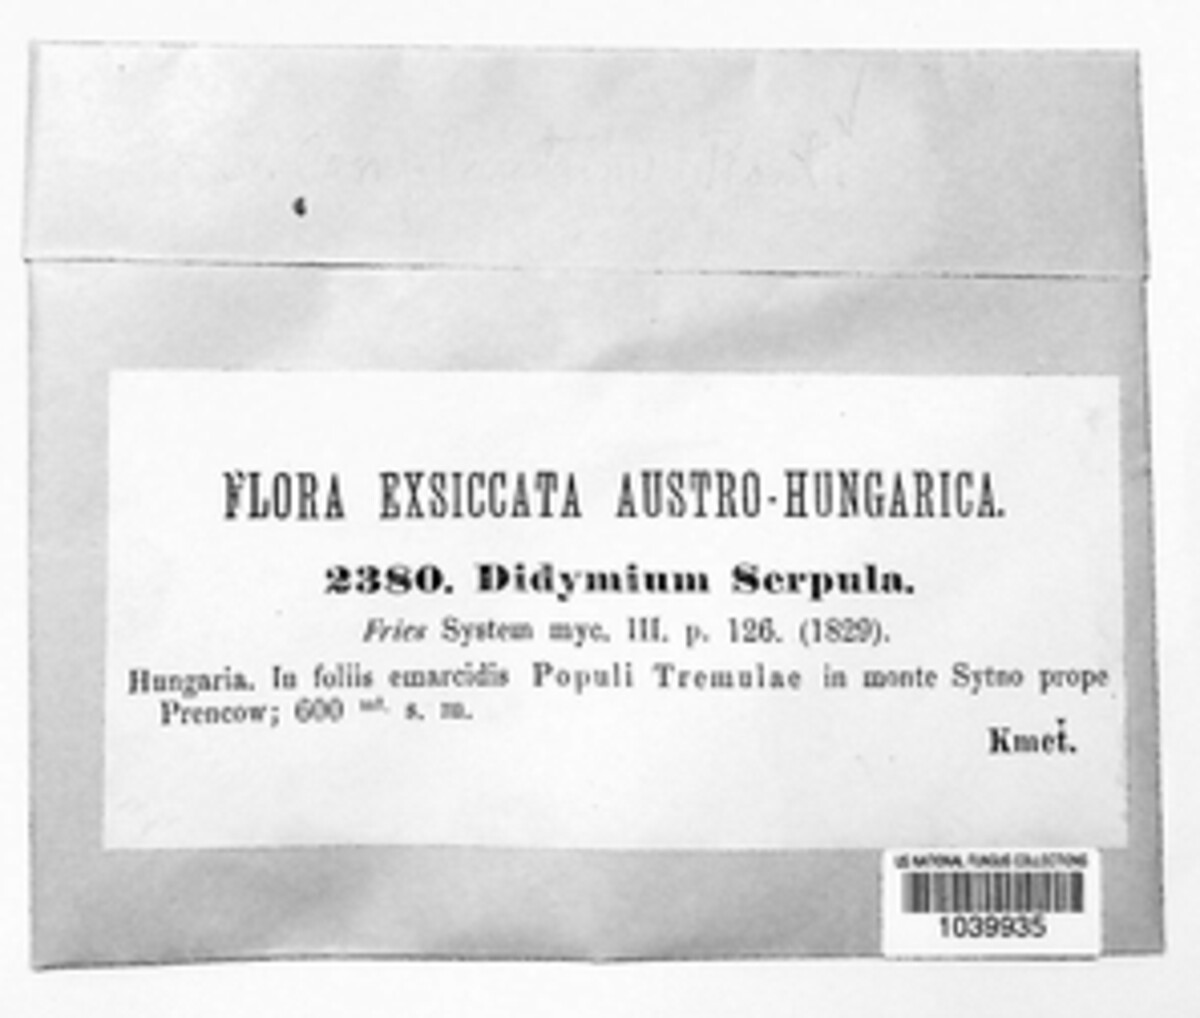 FLORA EXSICCATA AUSTRO-HUNGARICA.
2380. Didymium Serpula.
Fries System myc. III. p. 126. (1829).
Hungaria. In foliis emarcidis Populi Tremulae in monte Sytno prope
Prencow; 600 mt. s. m.
Kmeť.
US NATIONAL FUNGUS COLLECTIONS
1039935